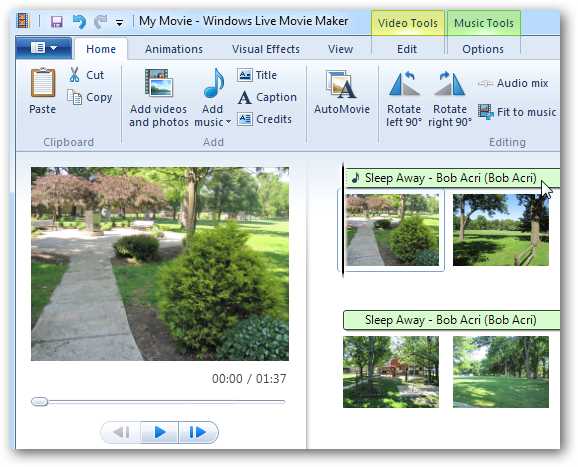 My Movie - Windows Live Movie Maker
Video Tools
Music Tools
Home
Animations
Visual Effects
View
Edit
Options
Paste
Cut
Copy
Clipboard
Add videos
and photos
Add
music
Title
Caption
Credits
Add
AutoMovie
Rotate
left 90°
Rotate
right 90°
Audio mix
Fit to music
Editing
Sleep Away - Bob Acri (Bob Acri)
Sleep Away - Bob Acri (Bob Acri)
00:00 / 01:37